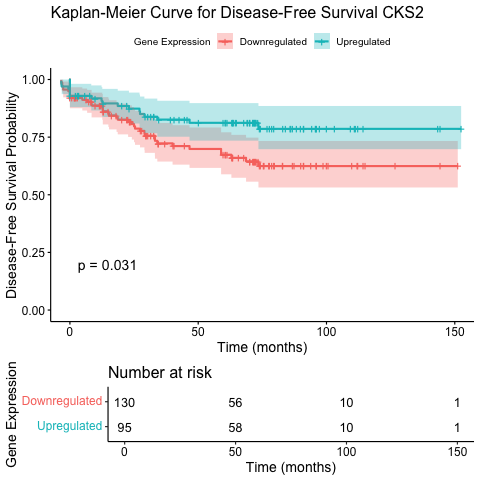 Kaplan-Meier Curve for Disease-Free Survival CKS2
Gene Expression Downregulated Upregulated
Disease-Free Survival Probability
1.00
0.75
0.50
0.25
0.00
p = 0.031
0 50 100 150
Time (months)
Number at risk
Gene Expression
Downregulated 130 56 10 1
Upregulated 95 58 10 1
0 50 100 150
Time (months)